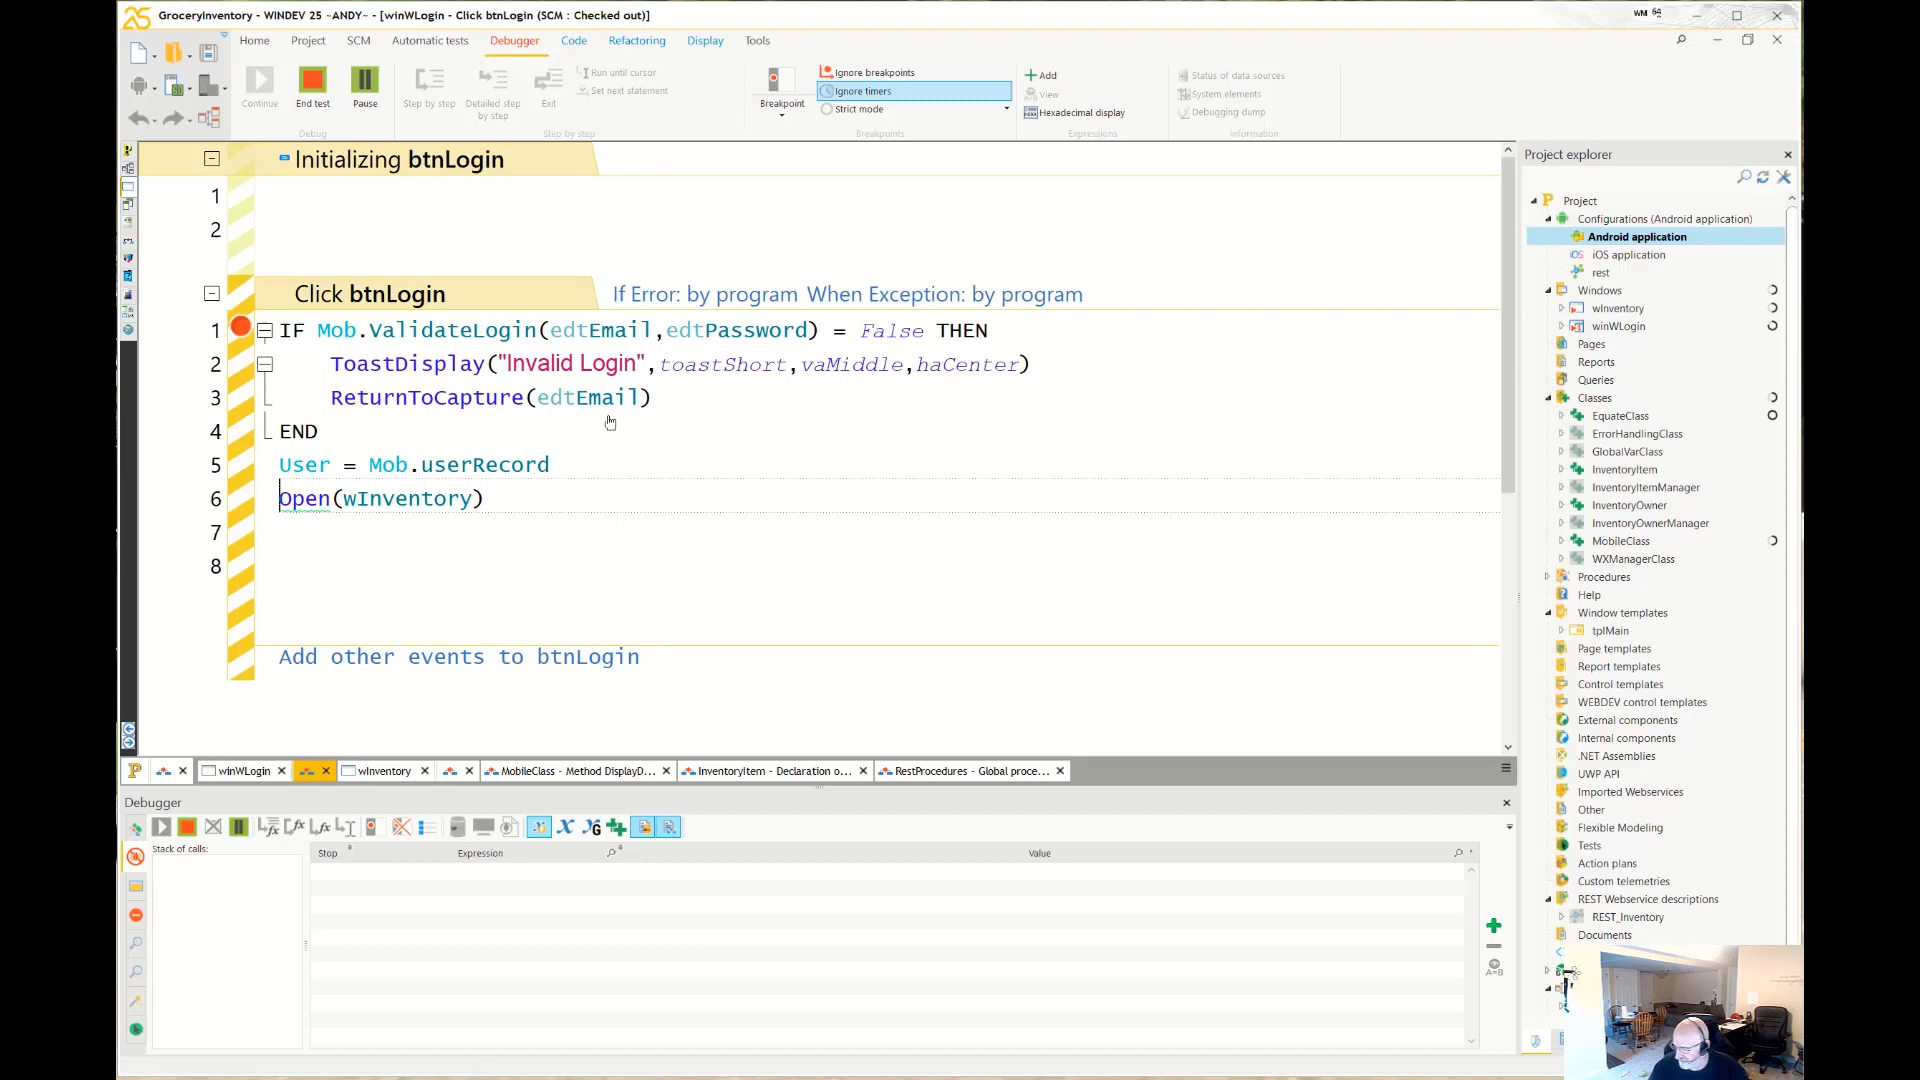 GroceryInventory - WINDEV 25 ~ANDY~ - [winWLogin - Click btnLogin (SCM : Checked out)]
Home Project SCM Automatic tests Debugger Code Refactoring Display Tools
Continue
End test
Pause
Debug
Step by step
Detailed step by step
Exit
Run until cursor
Set next statement
Step by step
Breakpoint
Ignore breakpoints
Ignore timers
Strict mode
Breakpoints
Add
View
Hexadecimal display
Expressions
Status of data sources
System elements
Debugging dump
Information
Initializing btnLogin
1
2
Click btnLogin If Error: by program When Exception: by program
1 IF Mob.ValidateLogin(edtEmail,edtPassword) = False THEN
2 ToastDisplay("Invalid Login",toastShort,vaMiddle,haCenter)
3 ReturnToCapture(edtEmail)
4 END
5 User = Mob.userRecord
6 Open(wInventory)
7
8
Add other events to btnLogin
winWLogin wInventory MobileClass - Method DisplayD... InventoryItem - Declaration o... RestProcedures - Global proce...
Debugger
Stack of calls:
Stop Expression Value
Project explorer
Project
Configurations (Android application)
Android application
iOS application
rest
Windows
wInventory
winWLogin
Pages
Reports
Queries
Classes
EquateClass
ErrorHandlingClass
GlobalVarClass
InventoryItem
InventoryItemManager
InventoryOwner
InventoryOwnerManager
MobileClass
WXManagerClass
Procedures
Help
Window templates
tplMain
Page templates
Report templates
Control templates
WEBDEV control templates
External components
Internal components
.NET Assemblies
UWP API
Imported Webservices
Other
Flexible Modeling
Tests
Action plans
Custom telemetries
REST Webservice descriptions
REST_Inventory
Documents